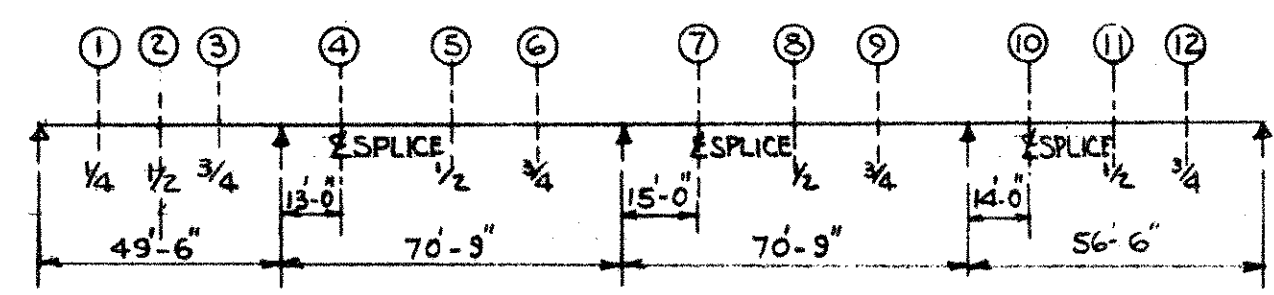 1 2 3 4 5 6 7 8 9 10 11 12
℄ SPLICE ℄ SPLICE ℄ SPLICE
1/4 1/2 3/4 1/2 3/4 1/2 3/4 1/2 3/4
13'-0" 15'-0" 14'-0"
49'-6" 70'-9" 70'-9" 56'-6"